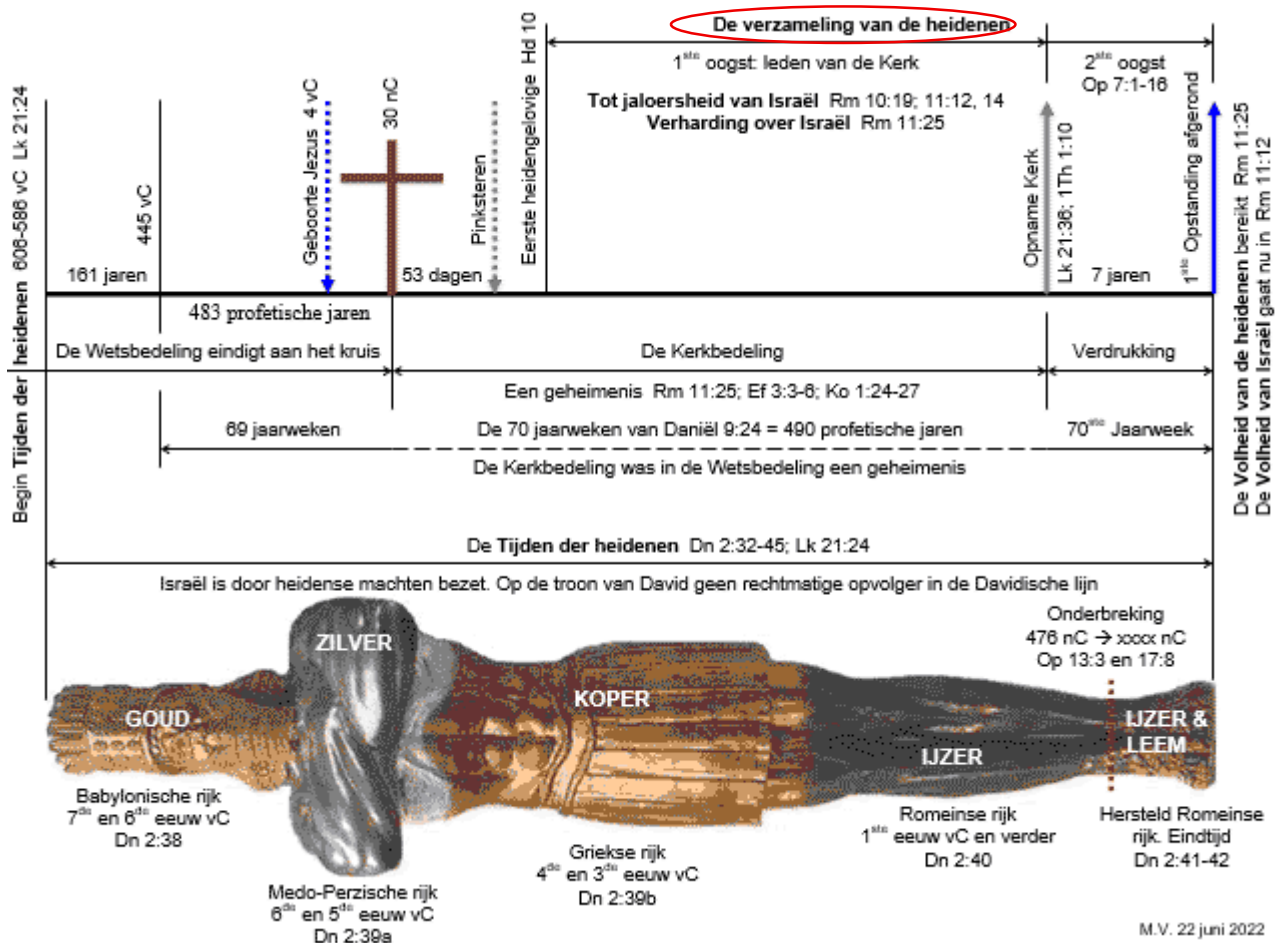 De verzameling van de heidenen
1ste oogst: leden van de Kerk
2de oogst
Op 7:1-16
Tot jaloersheid van Israël Rm 10:19; 11:12, 14
Verharding over Israël Rm 11:25
Begin Tijden der heidenen 606-586 vC Lk 21:24
445 vC
Geboorte Jezus 4 vC
30 nC
Pinksteren
Eerste heidengelovige Hd 10
Opname Kerk
Lk 21:36; 1Th 1:10
1ste Opstanding afgerond
De Volheid van de heidenen bereikt Rm 11:25
De Volheid van Israël gaat nu in Rm 11:12
161 jaren
53 dagen
7 jaren
483 profetische jaren
De Wetsbedeling eindigt aan het kruis
De Kerkbedeling
Verdrukking
Een geheimenis Rm 11:25; Ef 3:3-6; Ko 1:24-27
69 jaarweken
De 70 jaarweken van Daniël 9:24 = 490 profetische jaren
70ste Jaarweek
De Kerkbedeling was in de Wetsbedeling een geheimenis
De Tijden der heidenen Dn 2:32-45; Lk 21:24
Israël is door heidense machten bezet. Op de troon van David geen rechtmatige opvolger in de Davidische lijn
Onderbreking
476 nC → xxxx nC
Op 13:3 en 17:8
GOUD
ZILVER
KOPER
IJZER
IJZER &
LEEM
Babylonische rijk
7de en 6de eeuw vC
Dn 2:38
Medo-Perzische rijk
6de en 5de eeuw vC
Dn 2:39a
Griekse rijk
4de en 3de eeuw vC
Dn 2:39b
Romeinse rijk
1ste eeuw vC en verder
Dn 2:40
Hersteld Romeinse
rijk. Eindtijd
Dn 2:41-42
M.V. 22 juni 2022